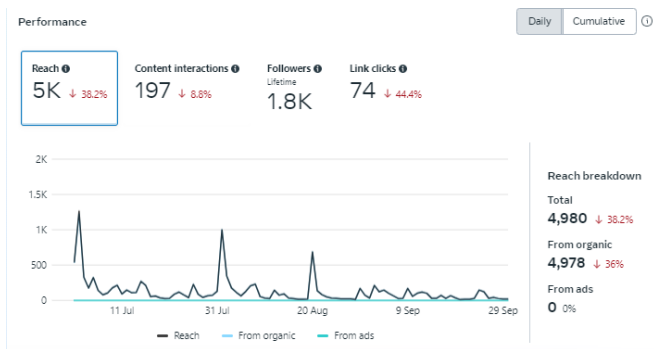 Performance
Daily Cumulative
Reach Content interactions Followers Link clicks
Lifetime
5K ↓ 38.2% 197 ↓ 8.8% 1.8K 74 ↓ 44.4%
2K
1.5K
1K
500
0
11 Jul 31 Jul 20 Aug 9 Sep 29 Sep
Reach From organic From ads
Reach breakdown
Total
4,980 ↓ 38.2%
From organic
4,978 ↓ 36%
From ads
0 0%